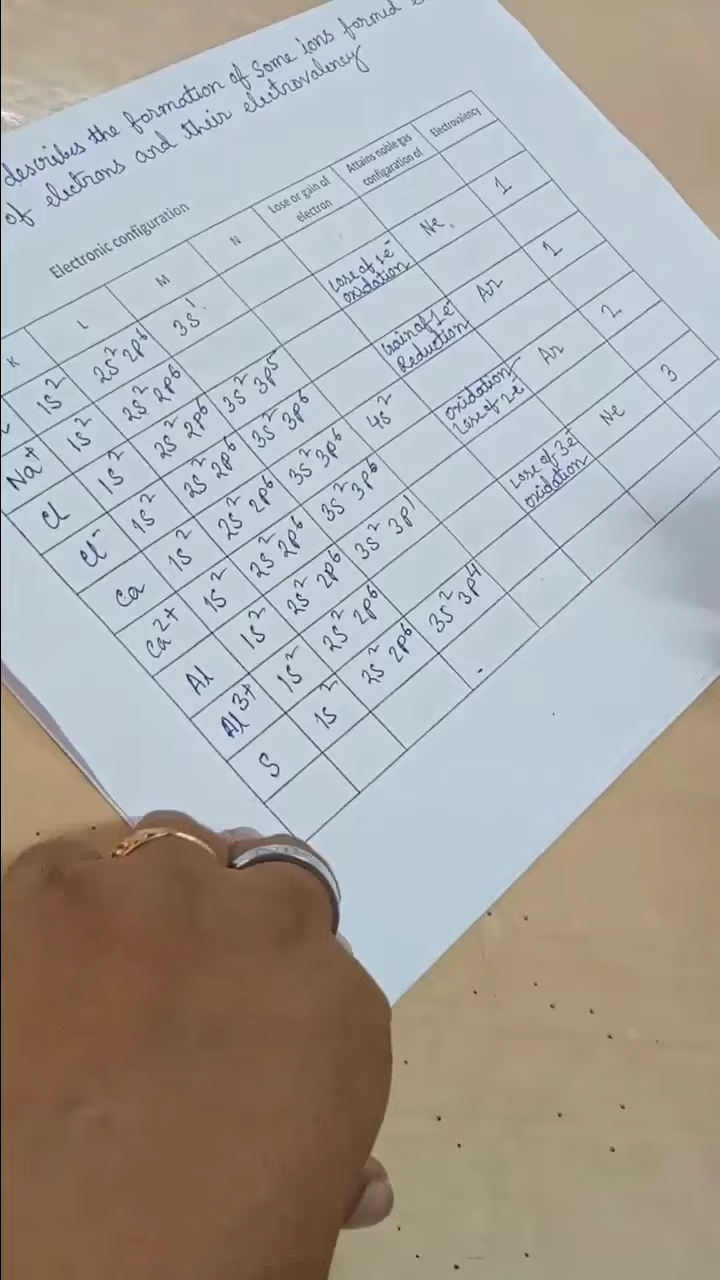 describes the formation of some ions formed
of electrons and their electrovalency
Electronic configuration
Lose or gain of
electron
Attains noble gas
configaration of
Electrovalency
K L M N
1s² 2s² 2p⁶ 3s¹
Na⁺ 1s² 2s² 2p⁶ Lose of 1e⁻ oxidation Ne 1
Cl 1s² 2s² 2p⁶ 3s² 3p⁵
Cl⁻ 1s² 2s² 2p⁶ 3s² 3p⁶ Gain of 1e⁻ Reduction Ar 1
Ca 1s² 2s² 2p⁶ 3s² 3p⁶ 4s²
Ca²⁺ 1s² 2s² 2p⁶ 3s² 3p⁶ oxidation Lose of 2e⁻ Ar 2
Al 1s² 2s² 2p⁶ 3s² 3p¹
Al³⁺ 1s² 2s² 2p⁶ Lose of 3e⁻ oxidation Ne 3
S 1s² 2s² 2p⁶ 3s² 3p⁴